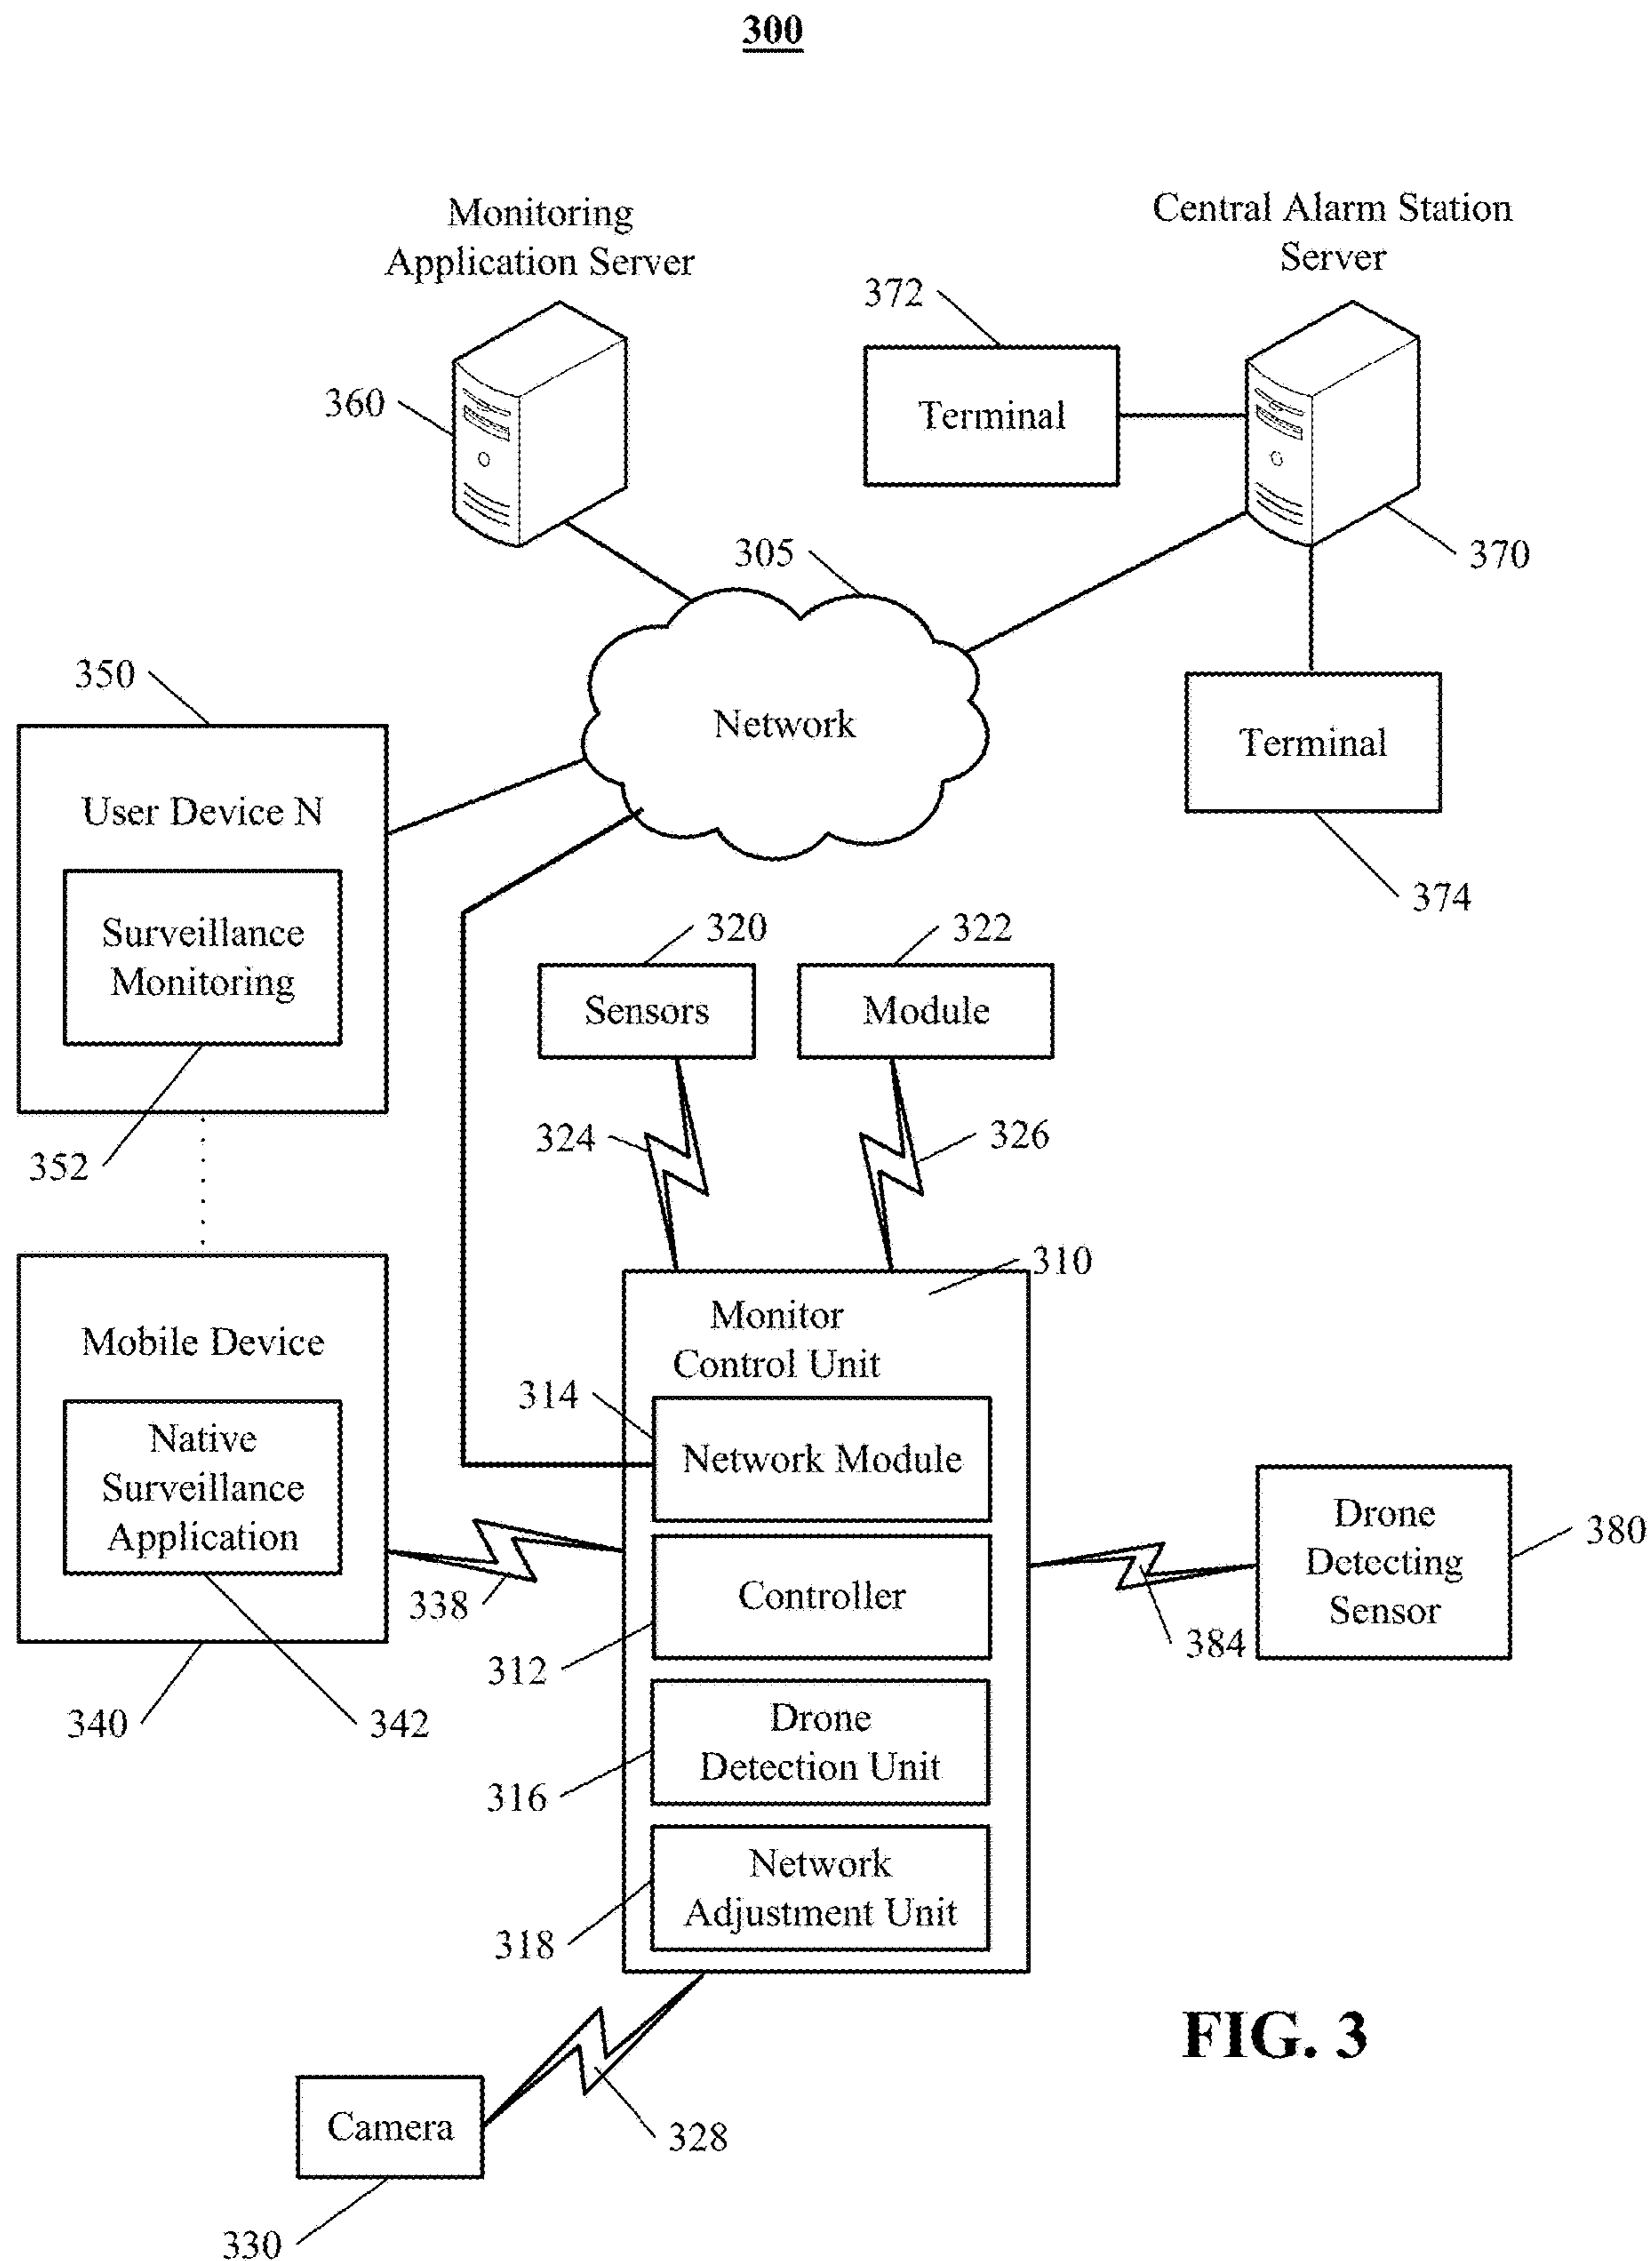 300
Monitoring
Application Server
Central Alarm Station
Server
372
360
Terminal
305
370
350
Network
Terminal
User Device N
374
Surveillance
Monitoring
320
322
Sensors
Module
352
324
326
310
Monitor
Control Unit
Mobile Device
314
Native
Surveillance
Application
Network Module
Drone
Detecting
Sensor
380
338
Controller
384
312
340
342
Drone
Detection Unit
316
Network
Adjustment Unit
318
FIG. 3
Camera
328
330